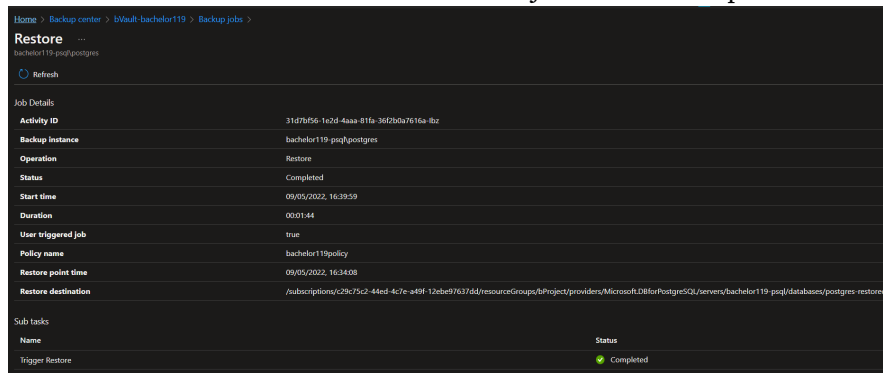 Home > Backup center > bVault-bachelor119 > Backup jobs >
Restore ...
bachelor119-psql\postgres
Refresh
Job Details
Activity ID 31d7bf56-1e2d-4aaa-81fa-36f2b0a7616a-Ibz
Backup instance bachelor119-psql\postgres
Operation Restore
Status Completed
Start time 09/05/2022, 16:39:59
Duration 00:01:44
User triggered job true
Policy name bachelor119policy
Restore point time 09/05/2022, 16:34:08
Restore destination /subscriptions/c29c75c2-44ed-4c7e-a49f-12ebe97637dd/resourceGroups/bProject/providers/Microsoft.DBforPostgreSQL/servers/bachelor119-psql/databases/postgres-restored
Sub tasks
Name Status
Trigger Restore Completed